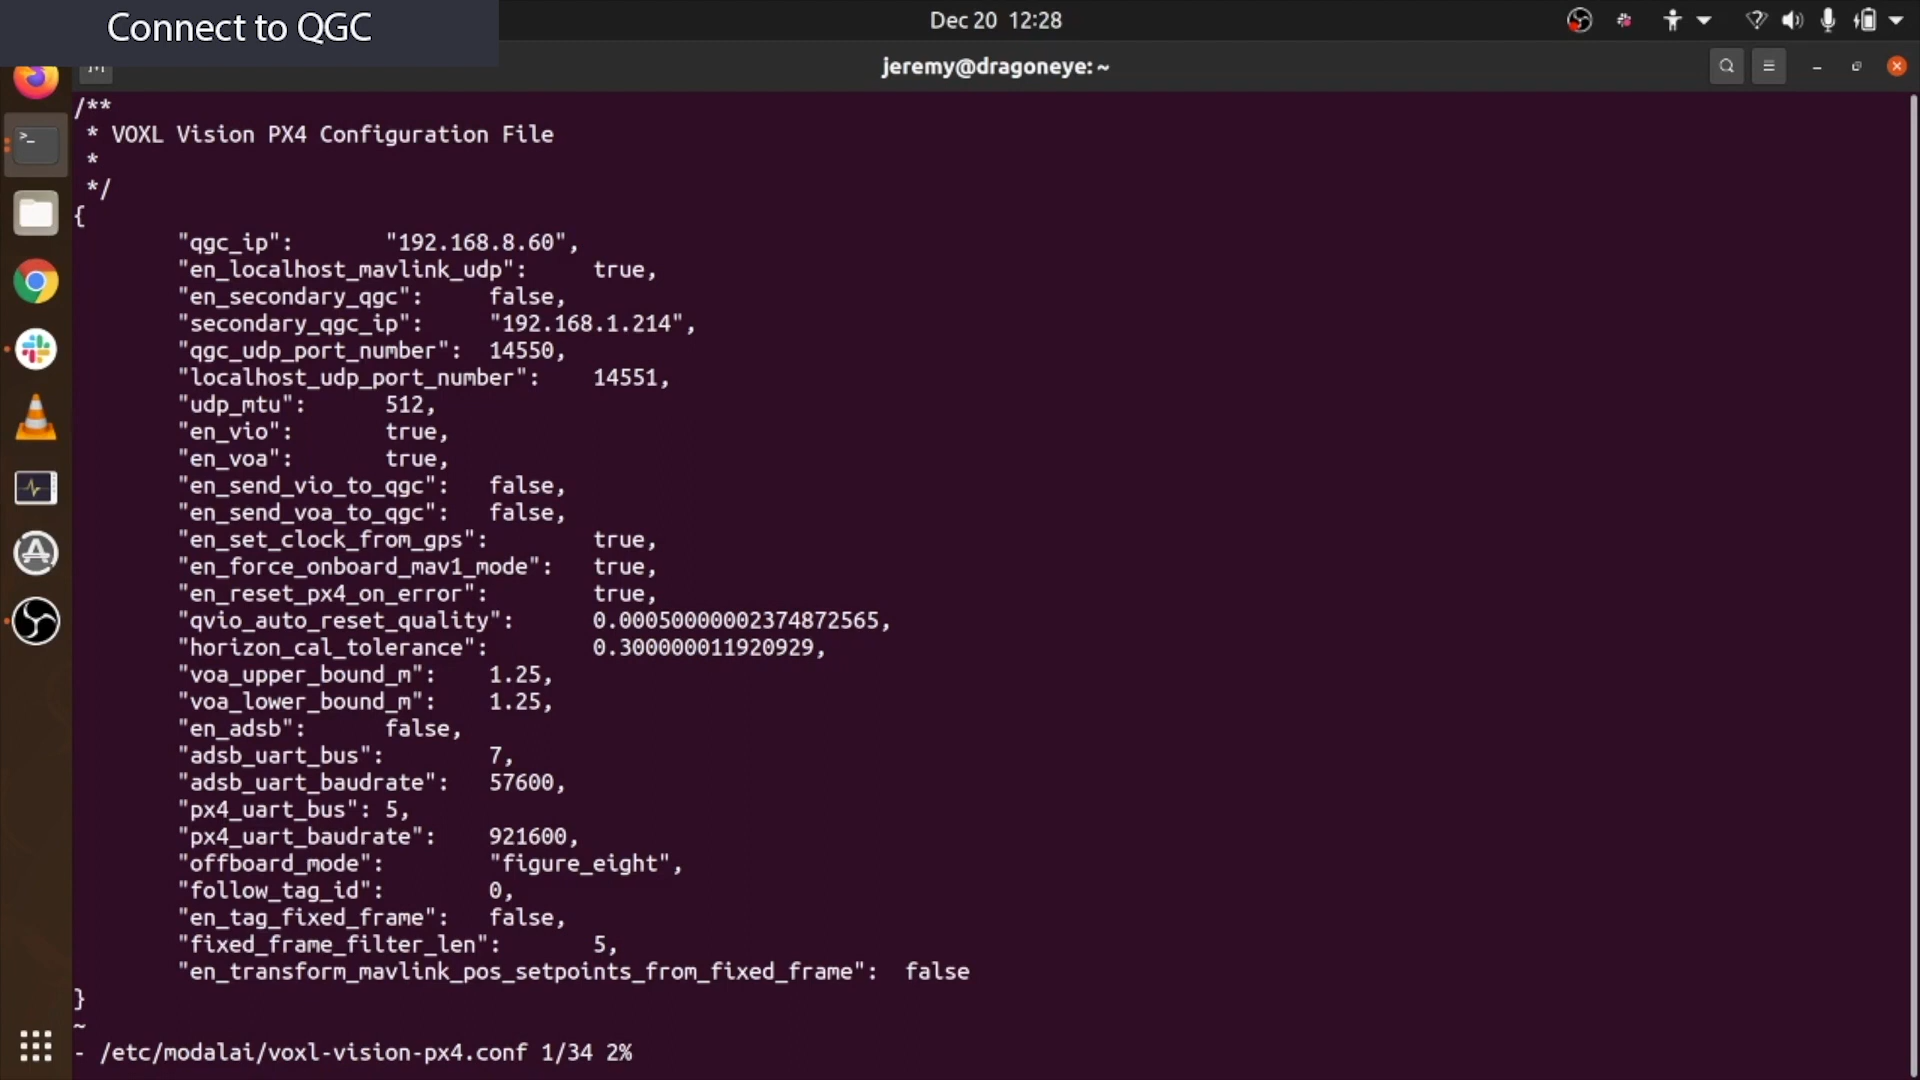 Connect to QGC
Dec 20 12:28
jeremy@dragoneye: ~
/**
* VOXL Vision PX4 Configuration File
*
*/
{
"qgc_ip": "192.168.8.60",
"en_localhost_mavlink_udp": true,
"en_secondary_qgc": false,
"secondary_qgc_ip": "192.168.1.214",
"qgc_udp_port_number": 14550,
"localhost_udp_port_number": 14551,
"udp_mtu": 512,
"en_vio": true,
"en_voa": true,
"en_send_vio_to_qgc": false,
"en_send_voa_to_qgc": false,
"en_set_clock_from_gps": true,
"en_force_onboard_mav1_mode": true,
"en_reset_px4_on_error": true,
"qvio_auto_reset_quality": 0.00050000002374872565,
"horizon_cal_tolerance": 0.300000011920929,
"voa_upper_bound_m": 1.25,
"voa_lower_bound_m": 1.25,
"en_adsb": false,
"adsb_uart_bus": 7,
"adsb_uart_baudrate": 57600,
"px4_uart_bus": 5,
"px4_uart_baudrate": 921600,
"offboard_mode": "figure_eight",
"follow_tag_id": 0,
"en_tag_fixed_frame": false,
"fixed_frame_filter_len": 5,
"en_transform_mavlink_pos_setpoints_from_fixed_frame": false
}
~
- /etc/modalai/voxl-vision-px4.conf 1/34 2%